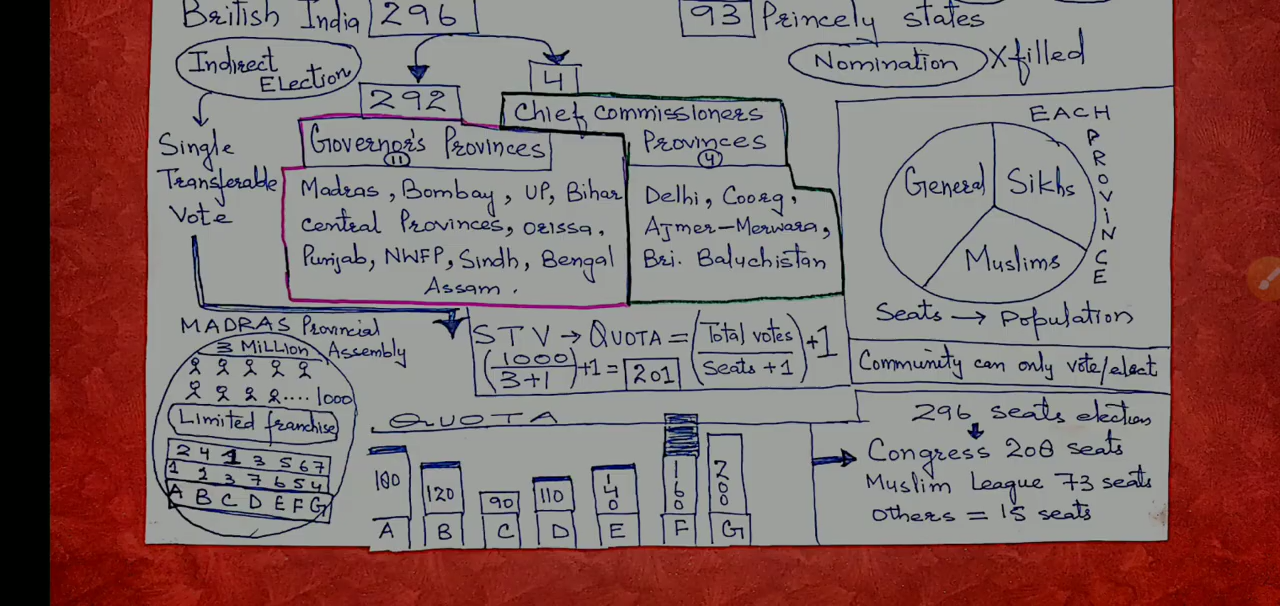 British India 296
93 Princely states
Indirect
Election
Nomination X filled
4
292
Chief commissioners
Provinces
4
Governor's Provinces
11
Single
Transferable
Vote
Madras, Bombay, UP, Bihar
central Provinces, Orissa,
Punjab, NWFP, Sindh, Bengal
Assam.
Delhi, Coorg,
Ajmer-Merwara,
Bri. Baluchistan
EACH
PROVINCE
General
Sikhs
Muslims
Seats → Population
Community can only vote/elect
MADRAS Provincial
Assembly
3 MiLLion
....1000
Limited franchise
2 4 1 3 5 6 7
1 2 3 7 6 5 4
A B C D E F G
STV → QUOTA = (Total votes / seats + 1) + 1
(1000 / 3+1) + 1 = 201
QUOTA
180
120
90
110
140
160
200
A B C D E F G
296 seats election
Congress 208 seats
Muslim League 73 seats
others = 15 seats